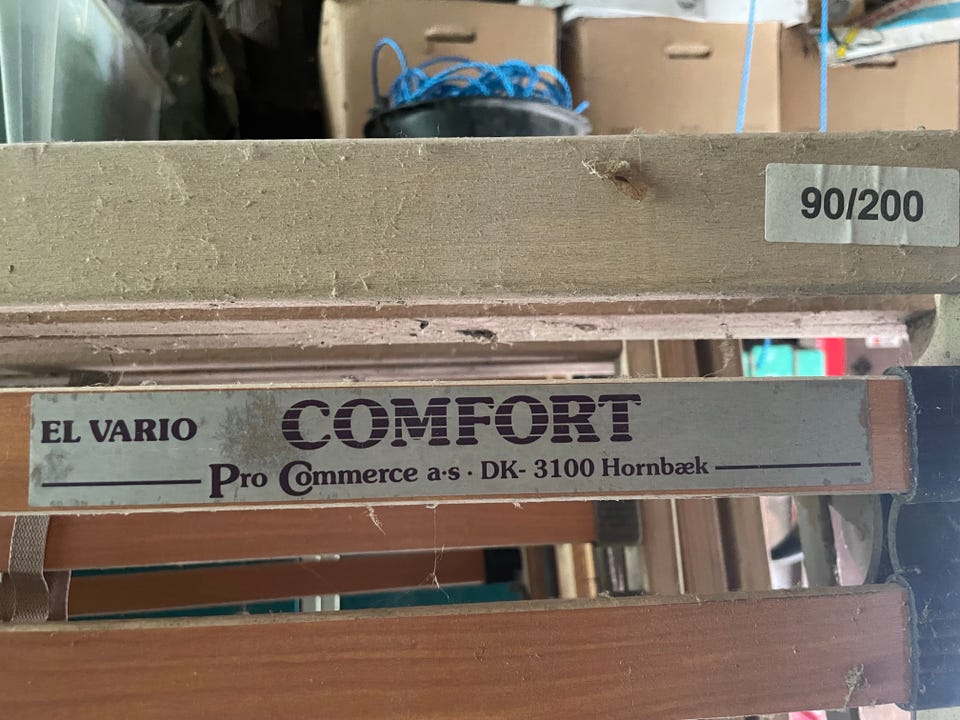 90/200
EL VARIO COMFORT
Pro Commerce a·s · DK- 3100 Hornbæk